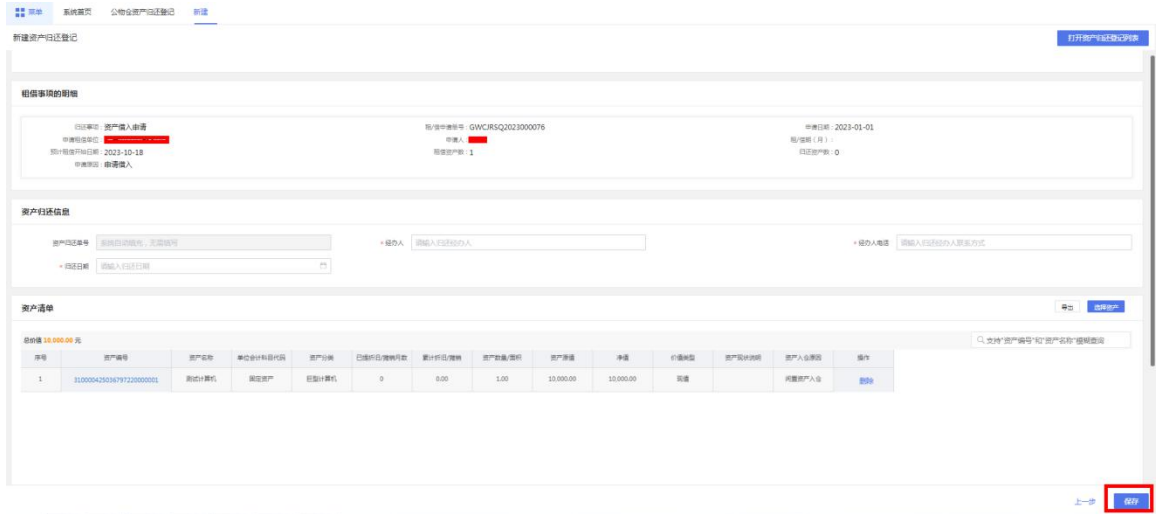 菜单 系统首页 公物仓资产归还登记 新建
新建资产归还登记 打开资产归还登记列表
租借事项的明细
归还事项：资产借入申请 租/借申请单号：GWCJRSQ2023000076 申请日期：2023-01-01
申请租借单位： 申请人： 租/借期（月）：
预计租借开始日期：2023-10-18 租借资产数：1 归还资产数：0
申请原因：申请借入
资产归还信息
资产归还单号 系统自动填充，无需填写 * 经办人 请输入归还经办人 * 经办人电话 请输入归还经办人联系方式
* 归还日期 请输入归还日期
资产清单 导出 选择资产
总价值 10,000.00 元 支持"资产编号"和"资产名称"模糊查询
序号 资产编号 资产名称 单位会计科目代码 资产分类 已提折旧/摊销月数 累计折旧/摊销 资产数量/面积 资产原值 净值 价值类型 资产现状说明 资产入仓原因 操作
1 310000425036797220000001 测试计算机 固定资产 巨型计算机 0 0.00 1.00 10,000.00 10,000.00 闲置资产入仓 删除
上一步 保存